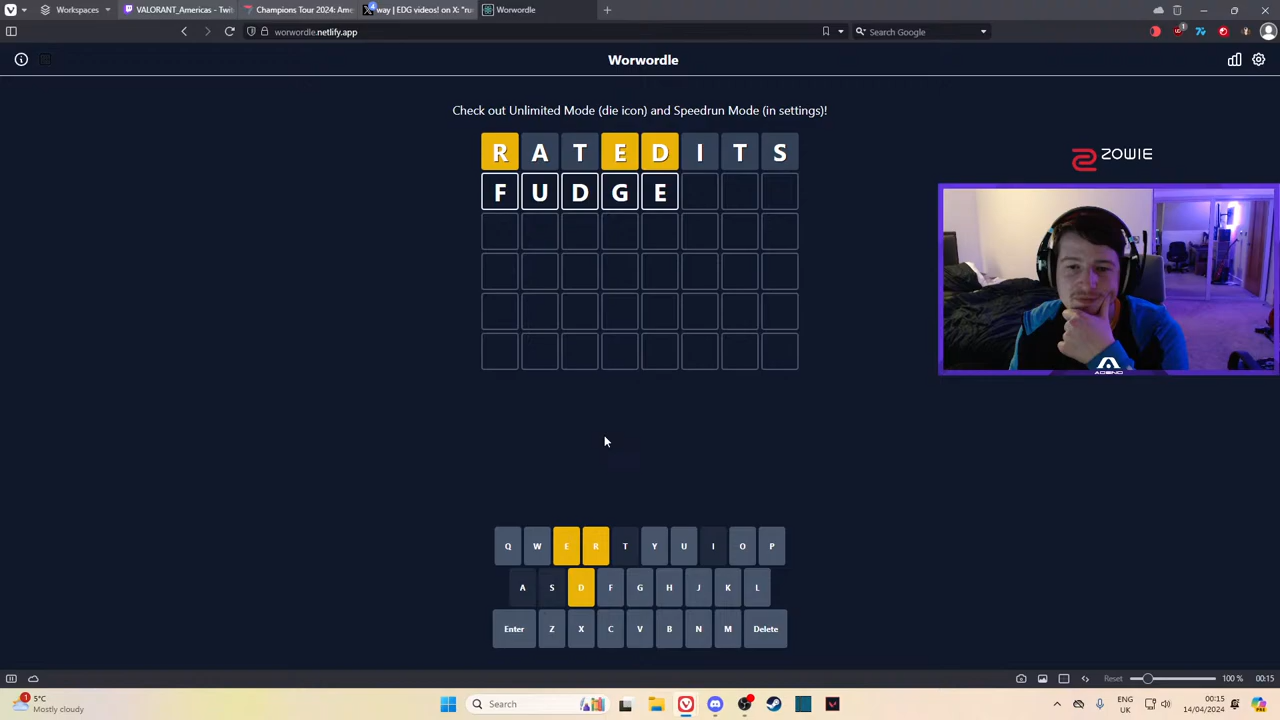 Workspaces
VALORANT_Americas - Twi
Champions Tour 2024: Ame
way | EDG videos! on X: "ru
Worwordle
worwordle.netlify.app
Search Google
Worwordle
Check out Unlimited Mode (die icon) and Speedrun Mode (in settings)!
R A T E D I T S
F U D G E
ZOWIE
Q W E R T Y U I O P
A S D F G H J K L
Enter Z X C V B N M Delete
Reset 100 % 00:15
5°C
Mostly cloudy
Search
ENG
UK
00:15
14/04/2024